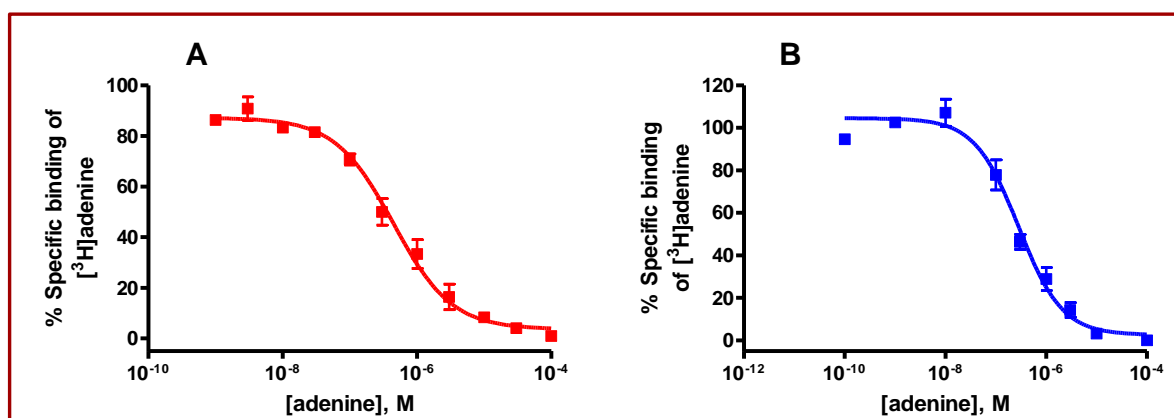 A
% Specific binding of
[³H]adenine
100
80
60
40
20
0
10⁻¹⁰
10⁻⁸
10⁻⁶
10⁻⁴
[adenine], M
B
% Specific binding
of [³H]adenine
120
100
80
60
40
20
0
10⁻¹²
10⁻¹⁰
10⁻⁸
10⁻⁶
10⁻⁴
[adenine], M